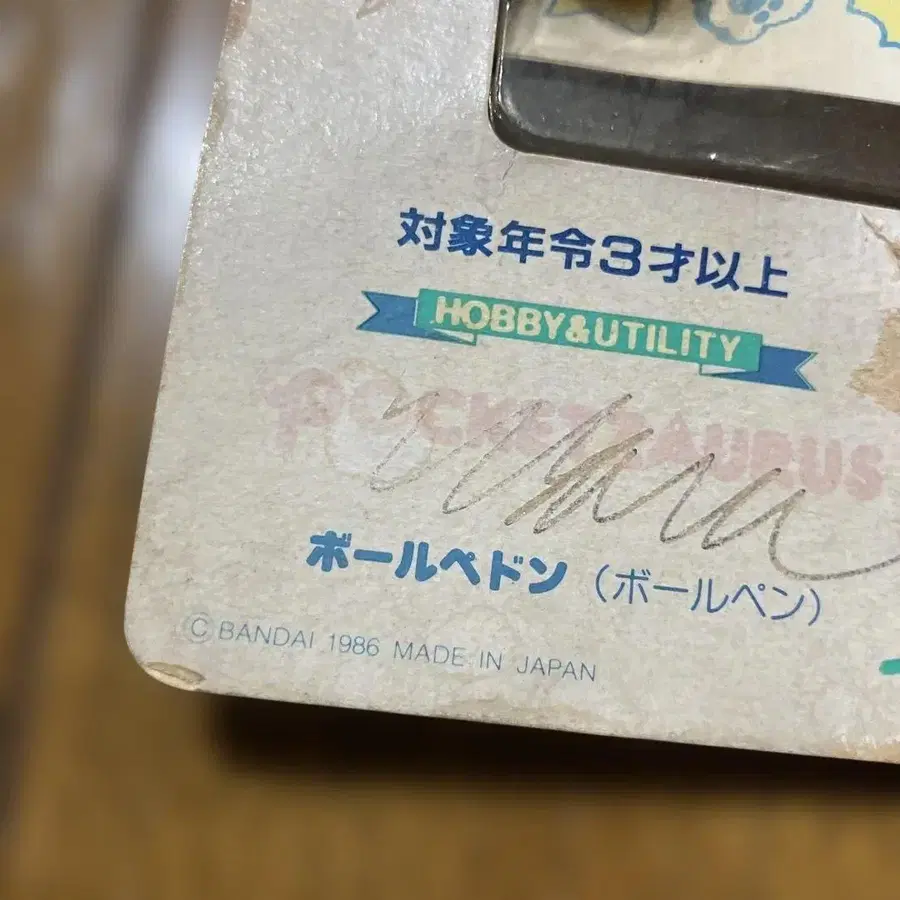 対象年令3才以上
HOBBY&UTILITY
POCKETSAURUS
ボールペドン（ボールペン）
©BANDAI 1986 MADE IN JAPAN